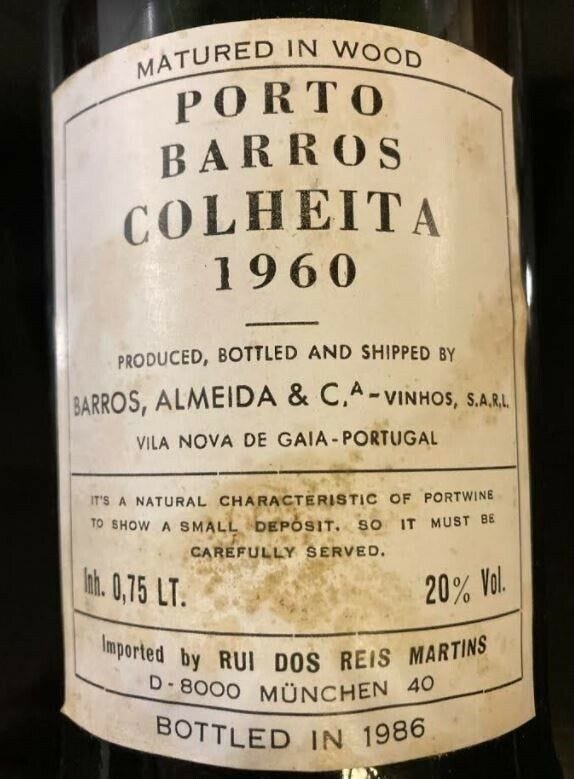 MATURED IN WOOD
PORTO
BARROS
COLHEITA
1960
PRODUCED, BOTTLED AND SHIPPED BY
BARROS, ALMEIDA & C.ᴬ - VINHOS, S.A.R.L.
VILA NOVA DE GAIA - PORTUGAL
IT'S A NATURAL CHARACTERISTIC OF PORTWINE
TO SHOW A SMALL DEPOSIT. SO IT MUST BE
CAREFULLY SERVED.
Inh. 0,75 LT. 20% Vol.
Imported by RUI DOS REIS MARTINS
D-8000 MÜNCHEN 40
BOTTLED IN 1986